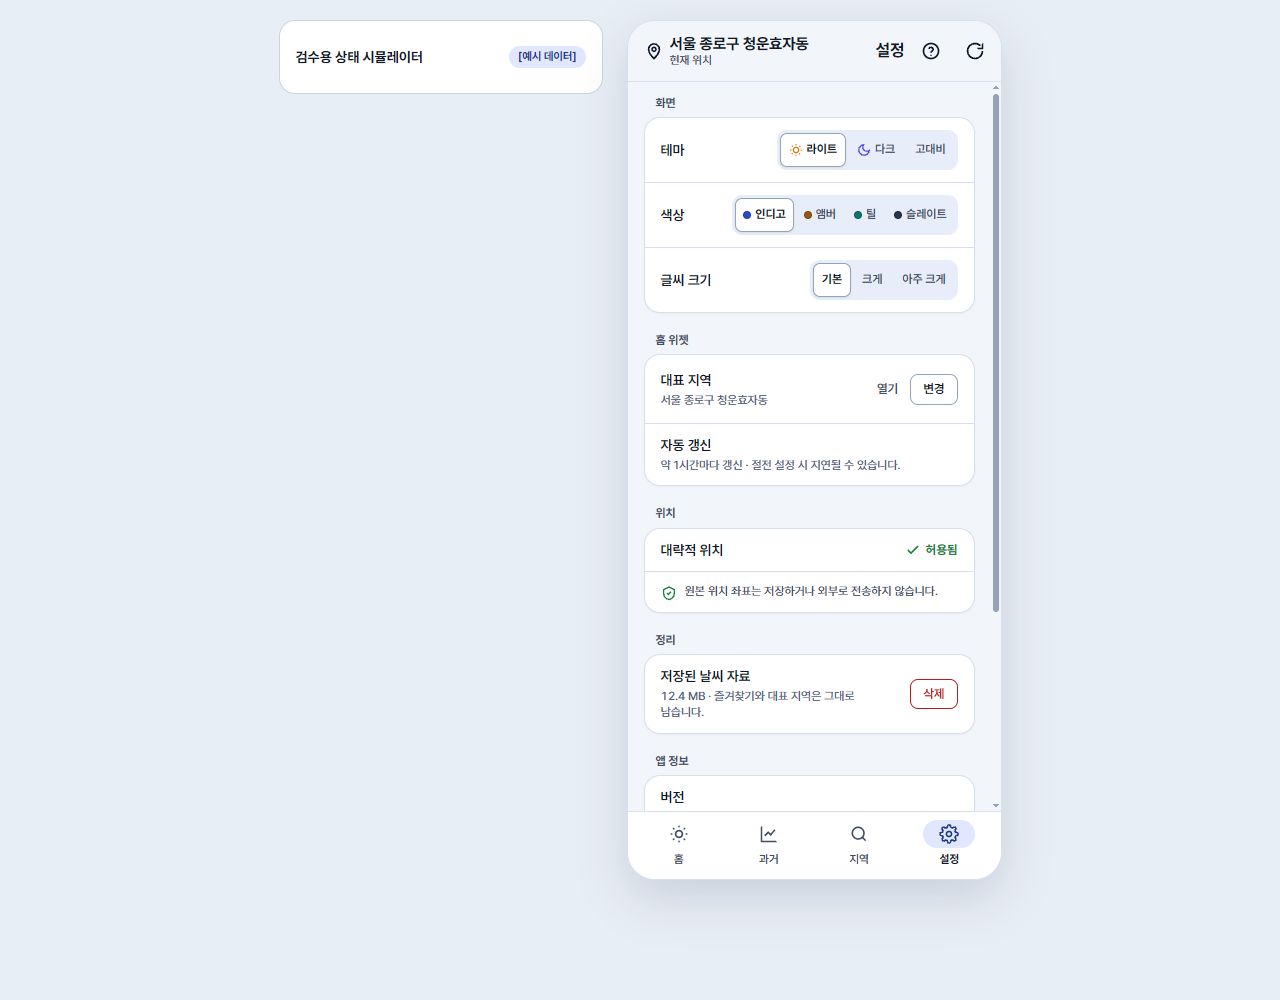 검수용 상태 시뮬레이터
[예시 데이터]
서울 종로구 청운효자동
현재 위치
설정
화면
테마
라이트
다크
고대비
색상
인디고
앰버
틸
슬레이트
글씨 크기
기본
크게
아주 크게
홈 위젯
대표 지역
서울 종로구 청운효자동
열기
변경
자동 갱신
약 1시간마다 갱신 · 절전 설정 시 지연될 수 있습니다.
위치
대략적 위치
허용됨
원본 위치 좌표는 저장하거나 외부로 전송하지 않습니다.
정리
저장된 날씨 자료
12.4 MB · 즐겨찾기와 대표 지역은 그대로
남습니다.
삭제
앱 정보
버전
홈
과거
지역
설정